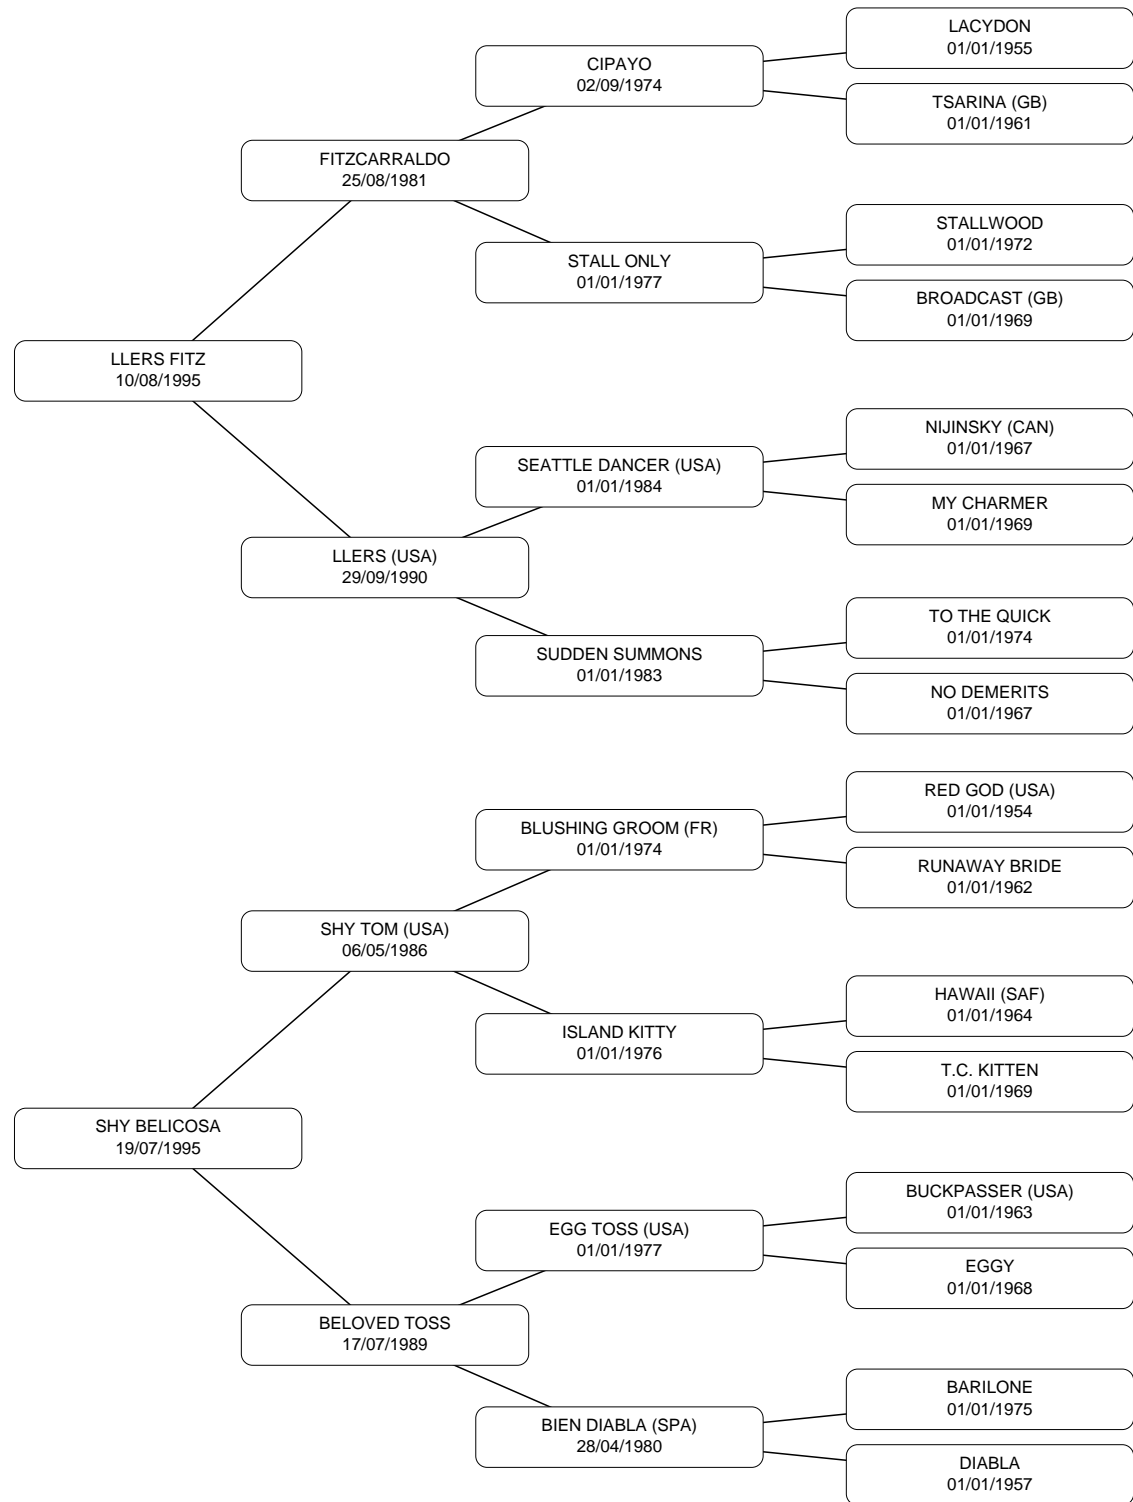 LACYDON
01/01/1955
CIPAYO
02/09/1974
TSARINA (GB)
01/01/1961
FITZCARRALDO
25/08/1981
STALLWOOD
01/01/1972
STALL ONLY
01/01/1977
BROADCAST (GB)
01/01/1969
LLERS FITZ
10/08/1995
NIJINSKY (CAN)
01/01/1967
SEATTLE DANCER (USA)
01/01/1984
MY CHARMER
01/01/1969
LLERS (USA)
29/09/1990
TO THE QUICK
01/01/1974
SUDDEN SUMMONS
01/01/1983
NO DEMERITS
01/01/1967
RED GOD (USA)
01/01/1954
BLUSHING GROOM (FR)
01/01/1974
RUNAWAY BRIDE
01/01/1962
SHY TOM (USA)
06/05/1986
HAWAII (SAF)
01/01/1964
ISLAND KITTY
01/01/1976
T.C. KITTEN
01/01/1969
SHY BELICOSA
19/07/1995
BUCKPASSER (USA)
01/01/1963
EGG TOSS (USA)
01/01/1977
EGGY
01/01/1968
BELOVED TOSS
17/07/1989
BARILONE
01/01/1975
BIEN DIABLA (SPA)
28/04/1980
DIABLA
01/01/1957